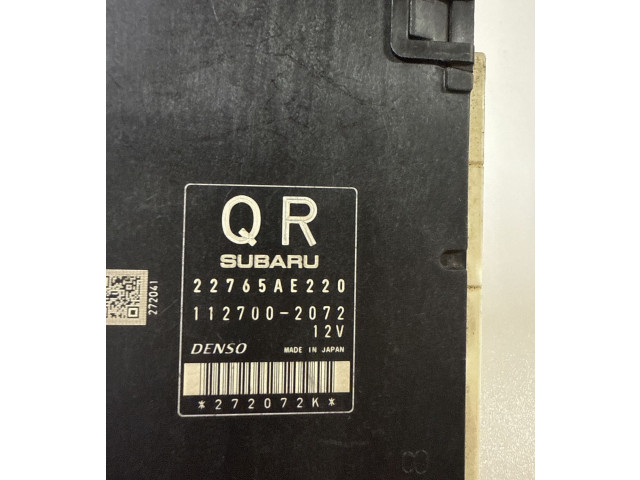 QR
SUBARU
22765AE220
112700-2072
12V
DENSO MADE IN JAPAN
*272072K*
272041